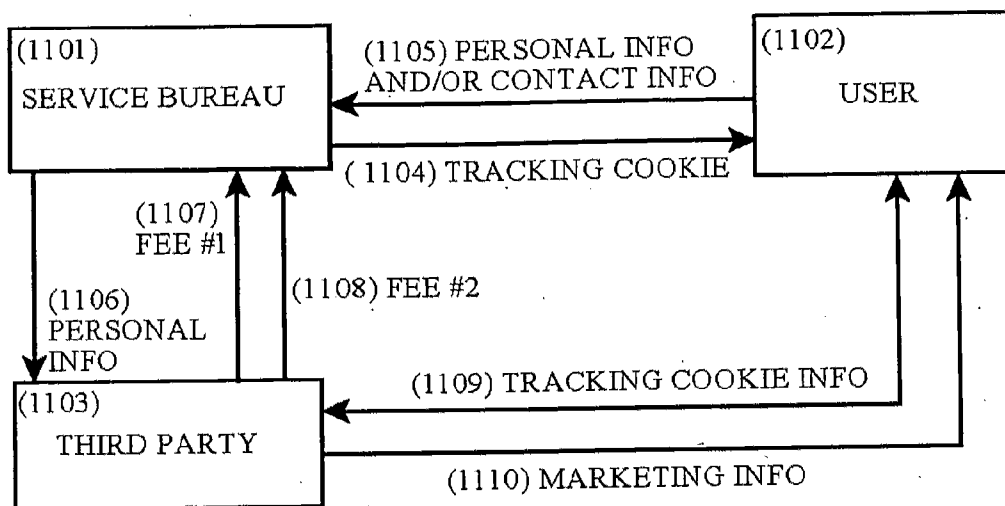 (1101)
SERVICE BUREAU
(1105) PERSONAL INFO
AND/OR CONTACT INFO
(1102)
USER
( 1104) TRACKING COOKIE
(1107)
FEE #1
(1108) FEE #2
(1106)
PERSONAL
INFO
(1109) TRACKING COOKIE INFO
(1103)
THIRD PARTY
(1110) MARKETING INFO